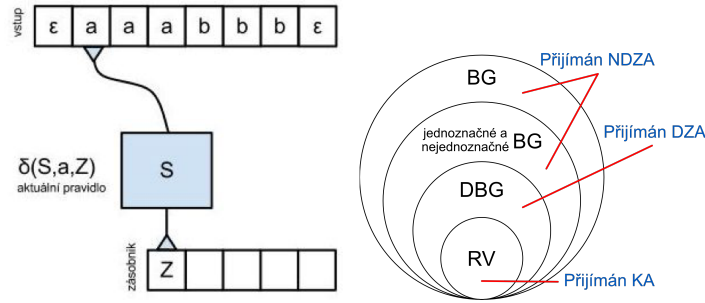 vstup
ε a a a b b b ε
δ(S,a,Z)
aktuální pravidlo
S
zásobník
Z
BG
Přijímán NDZA
jednoznačné a
nejednoznačné BG
Přijímán DZA
DBG
RV
Přijímán KA